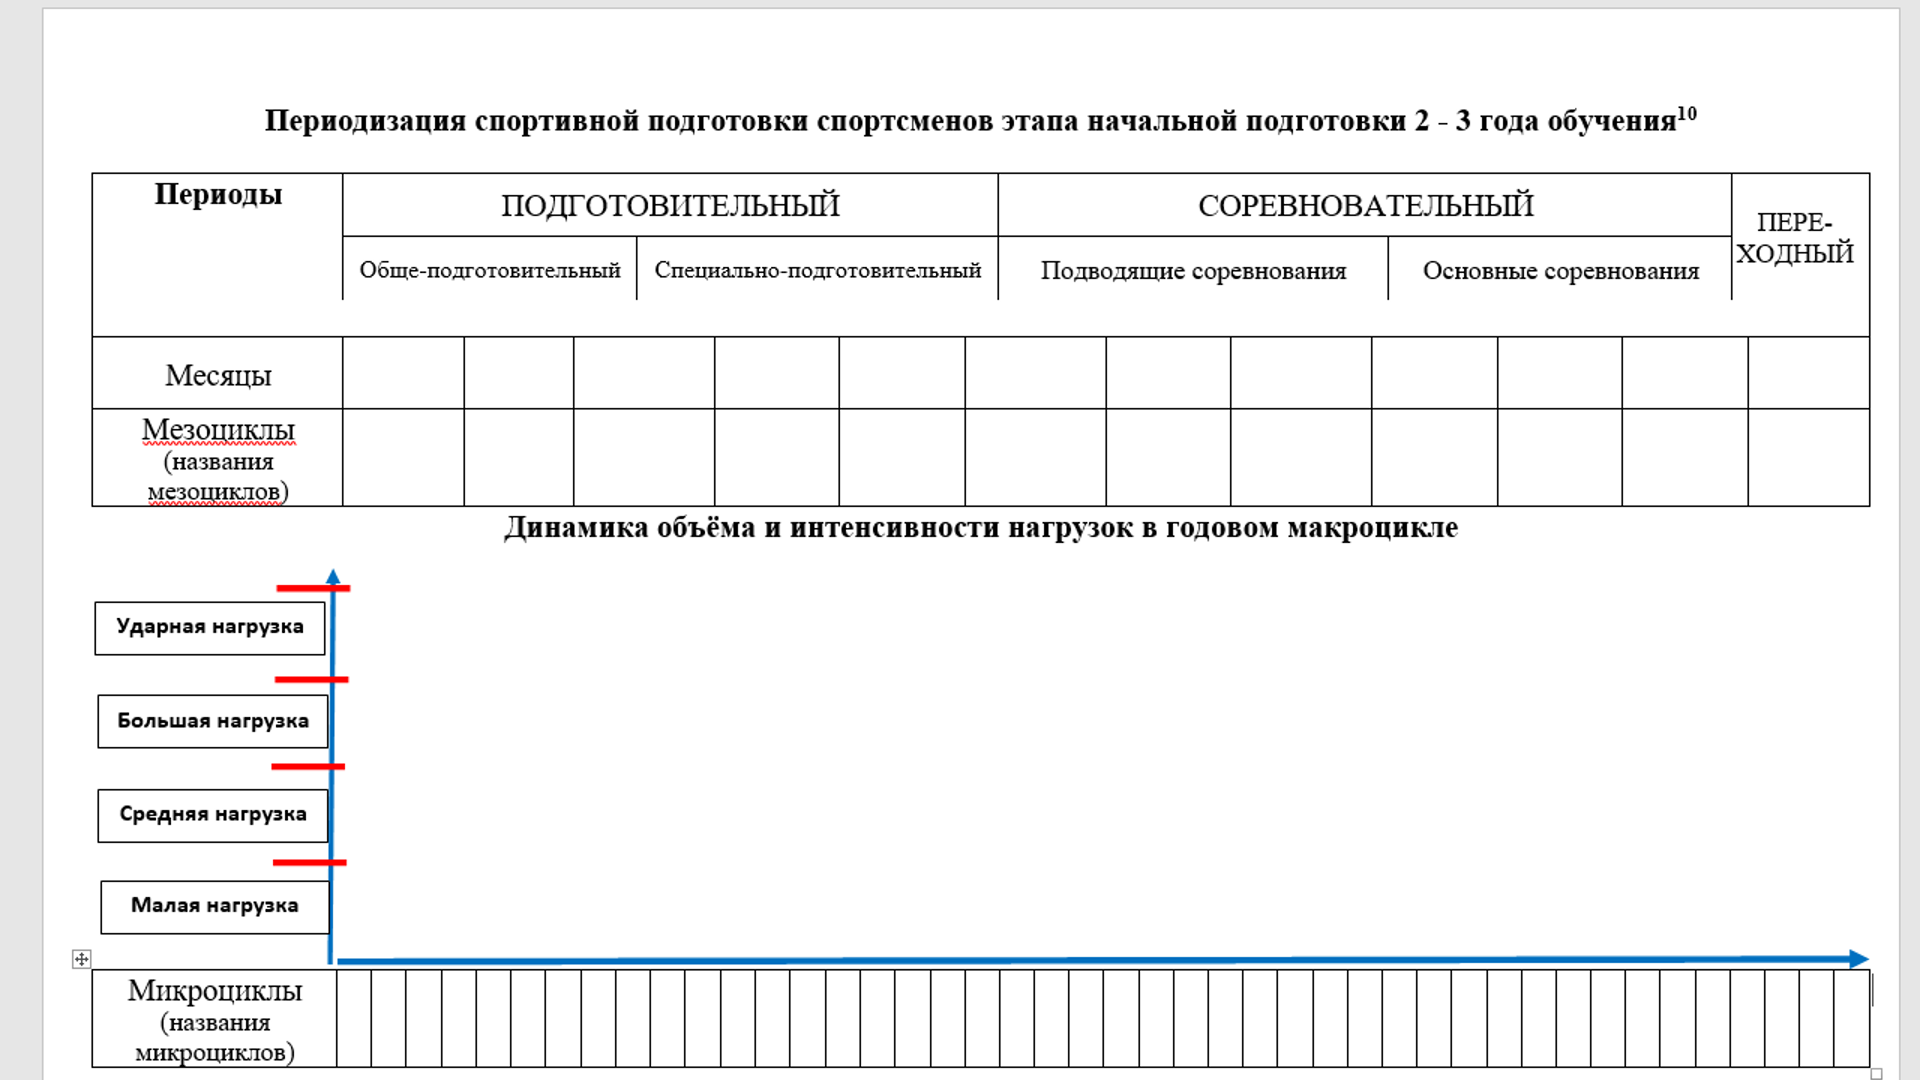 Периодизация спортивной подготовки спортсменов этапа начальной подготовки 2 - 3 года обучения10
Периоды
ПОДГОТОВИТЕЛЬНЫЙ
СОРЕВНОВАТЕЛЬНЫЙ
ПЕРЕ-
ХОДНЫЙ
Обще-подготовительный
Специально-подготовительный
Подводящие соревнования
Основные соревнования
Месяцы
Мезоциклы
(названия
мезоциклов)
Динамика объёма и интенсивности нагрузок в годовом макроцикле
Ударная нагрузка
Большая нагрузка
Средняя нагрузка
Малая нагрузка
Микроциклы
(названия
микроциклов)